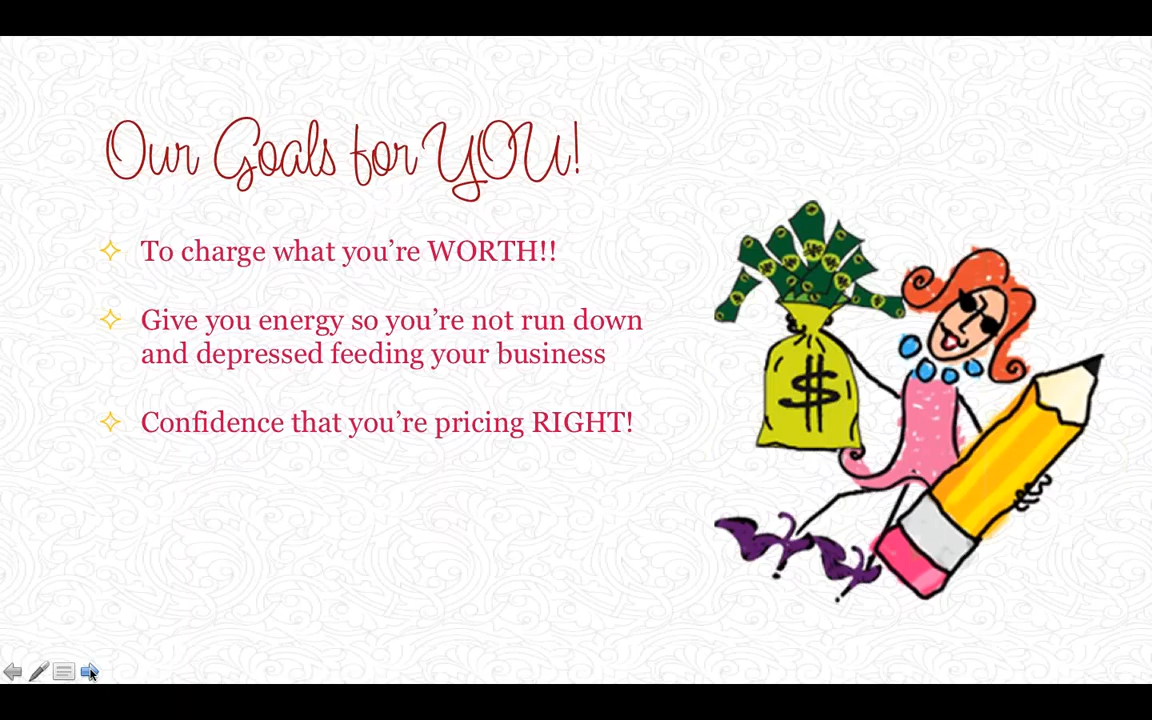 Our Goals for YOU!
To charge what you’re WORTH!!
Give you energy so you’re not run down
and depressed feeding your business
Confidence that you’re pricing RIGHT!
$